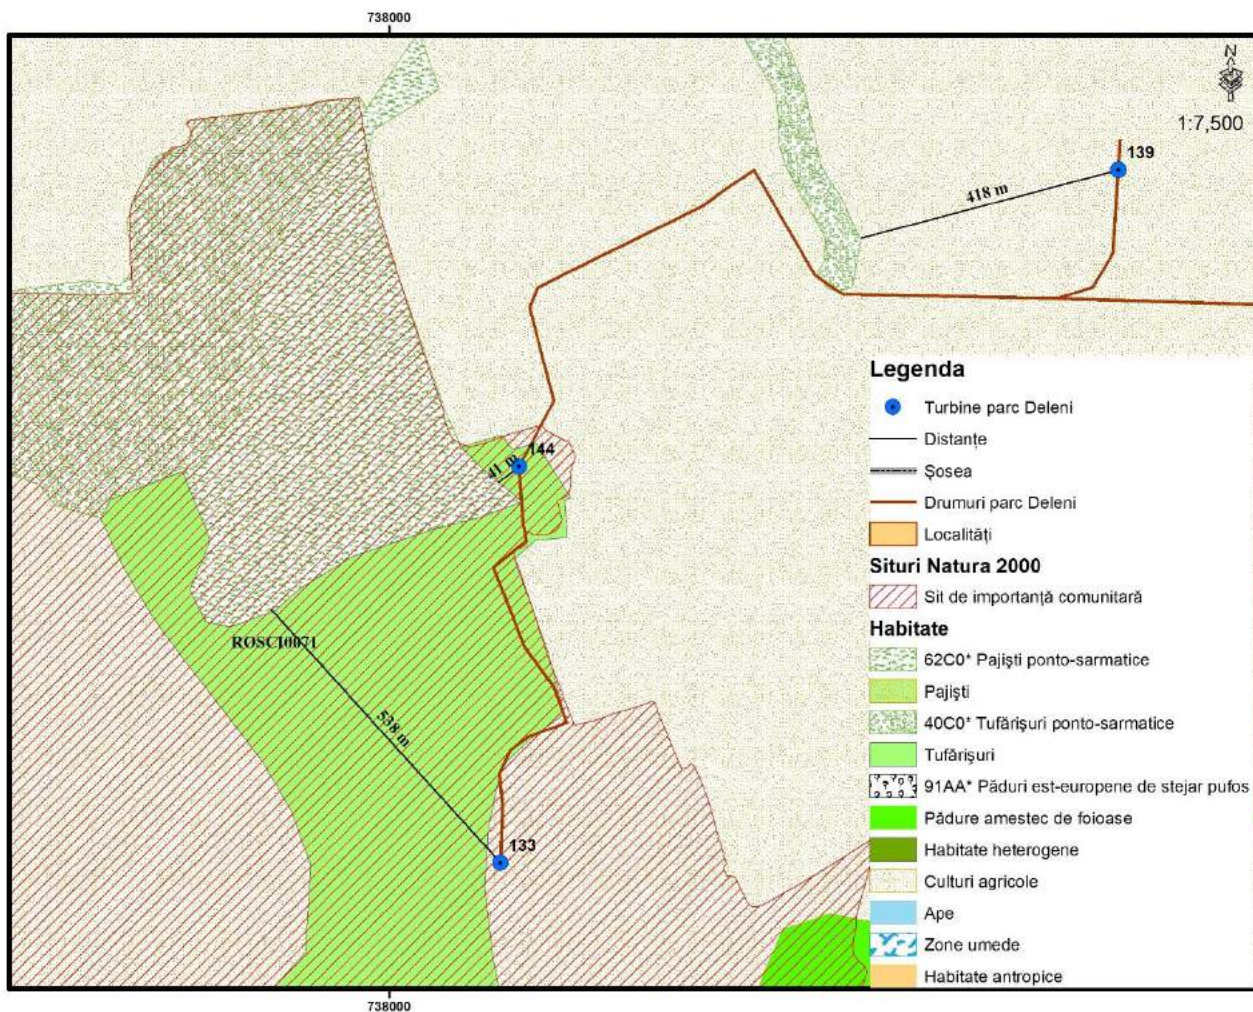 738000
N
1:7,500
139
418 m
144
41 m
ROSCI0071
538 m
133
Legenda
Turbine parc Deleni
Distanțe
Șosea
Drumuri parc Deleni
Localități
Situri Natura 2000
Sit de importanță comunitară
Habitate
62C0* Pajiști ponto-sarmatice
Pajiști
40C0* Tufărișuri ponto-sarmatice
Tufărișuri
91AA* Păduri est-europene de stejar pufos
Pădure amestec de foioase
Habitate heterogene
Culturi agricole
Ape
Zone umede
Habitate antropice
738000